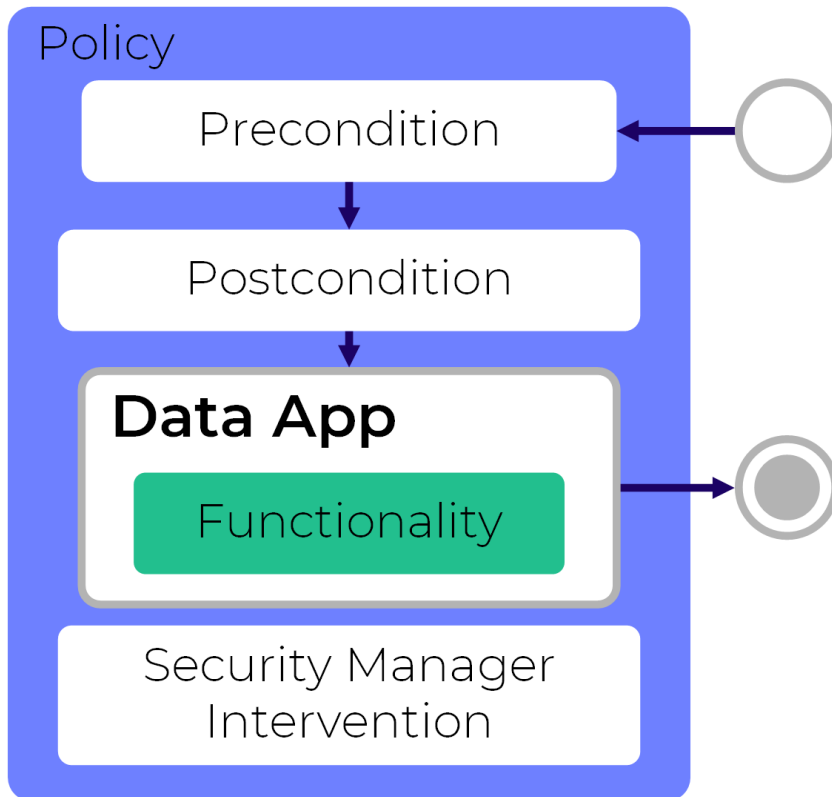 Policy
Precondition
Postcondition
Data App
Functionality
Security Manager
Intervention